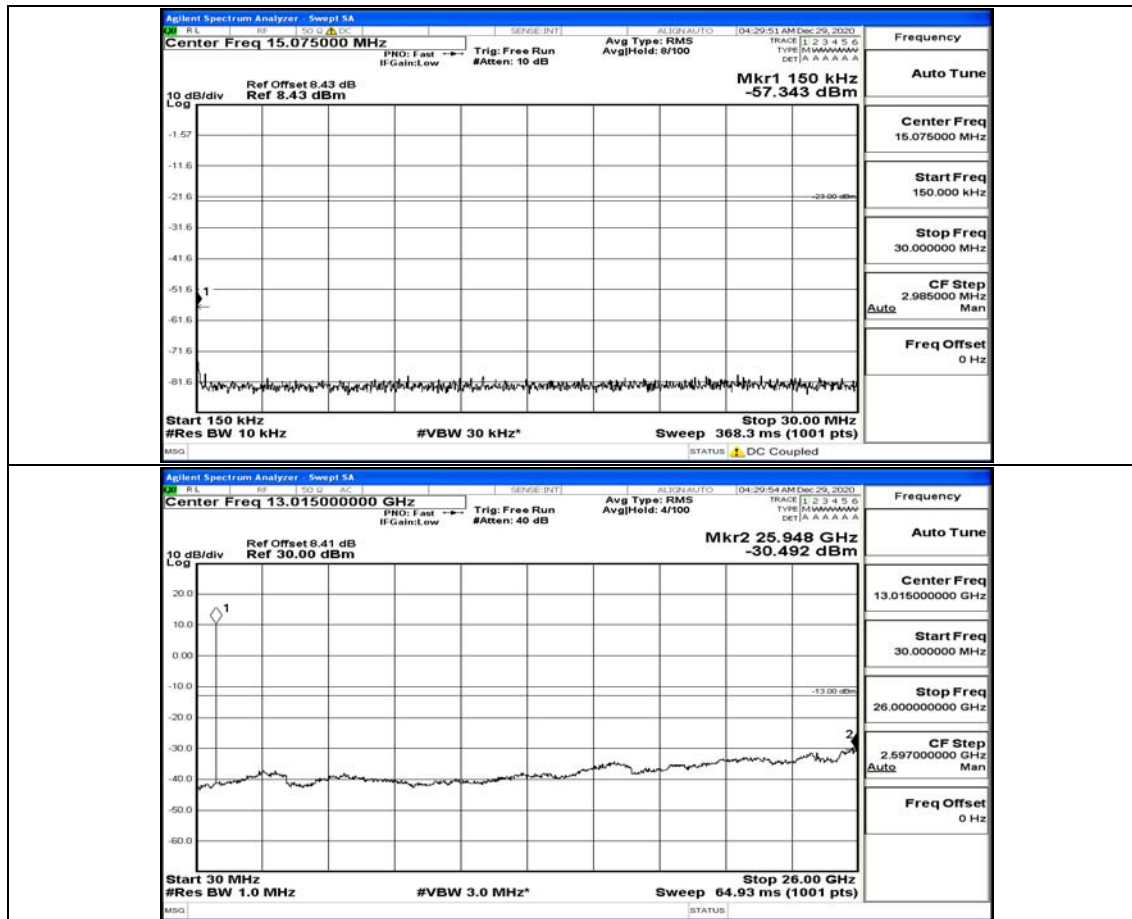 Agilent Spectrum Analyzer - Swept SA
RL RF 50 Ω DC SENSE:INT ALIGN AUTO 04:29:51 AM Dec 29, 2020
Center Freq 15.075000 MHz
PNO: Fast
IFGain:Low
Trig: Free Run
#Atten: 10 dB
Avg Type: RMS
Avg|Hold: 8/100
TRACE 1 2 3 4 5 6
TYPE M WWWWW
DET A A A A A A
Ref Offset 8.43 dB
10 dB/div Ref 8.43 dBm
Log
Mkr1 150 kHz
-57.343 dBm
-1.57
-11.6
-21.6
-23.00 dBm
-31.6
-41.6
-51.6
1
-61.6
-71.6
-81.6
Start 150 kHz Stop 30.00 MHz
#Res BW 10 kHz #VBW 30 kHz* Sweep 368.3 ms (1001 pts)
MSG STATUS DC Coupled
Frequency
Auto Tune
Center Freq
15.075000 MHz
Start Freq
150.000 kHz
Stop Freq
30.000000 MHz
CF Step
2.985000 MHz
Auto Man
Freq Offset
0 Hz
Agilent Spectrum Analyzer - Swept SA
RL RF 50 Ω AC SENSE:INT ALIGN AUTO 04:29:54 AM Dec 29, 2020
Center Freq 13.015000000 GHz
PNO: Fast
IFGain:Low
Trig: Free Run
#Atten: 40 dB
Avg Type: RMS
Avg|Hold: 4/100
TRACE 1 2 3 4 5 6
TYPE M WWWWW
DET A A A A A A
Ref Offset 8.41 dB
10 dB/div Ref 30.00 dBm
Log
Mkr2 25.948 GHz
-30.492 dBm
20.0
1
10.0
0.00
-10.0
-13.00 dBm
-20.0
-30.0
2
-40.0
-50.0
-60.0
Start 30 MHz Stop 26.00 GHz
#Res BW 1.0 MHz #VBW 3.0 MHz* Sweep 64.93 ms (1001 pts)
MSG STATUS
Frequency
Auto Tune
Center Freq
13.015000000 GHz
Start Freq
30.000000 MHz
Stop Freq
26.000000000 GHz
CF Step
2.597000000 GHz
Auto Man
Freq Offset
0 Hz